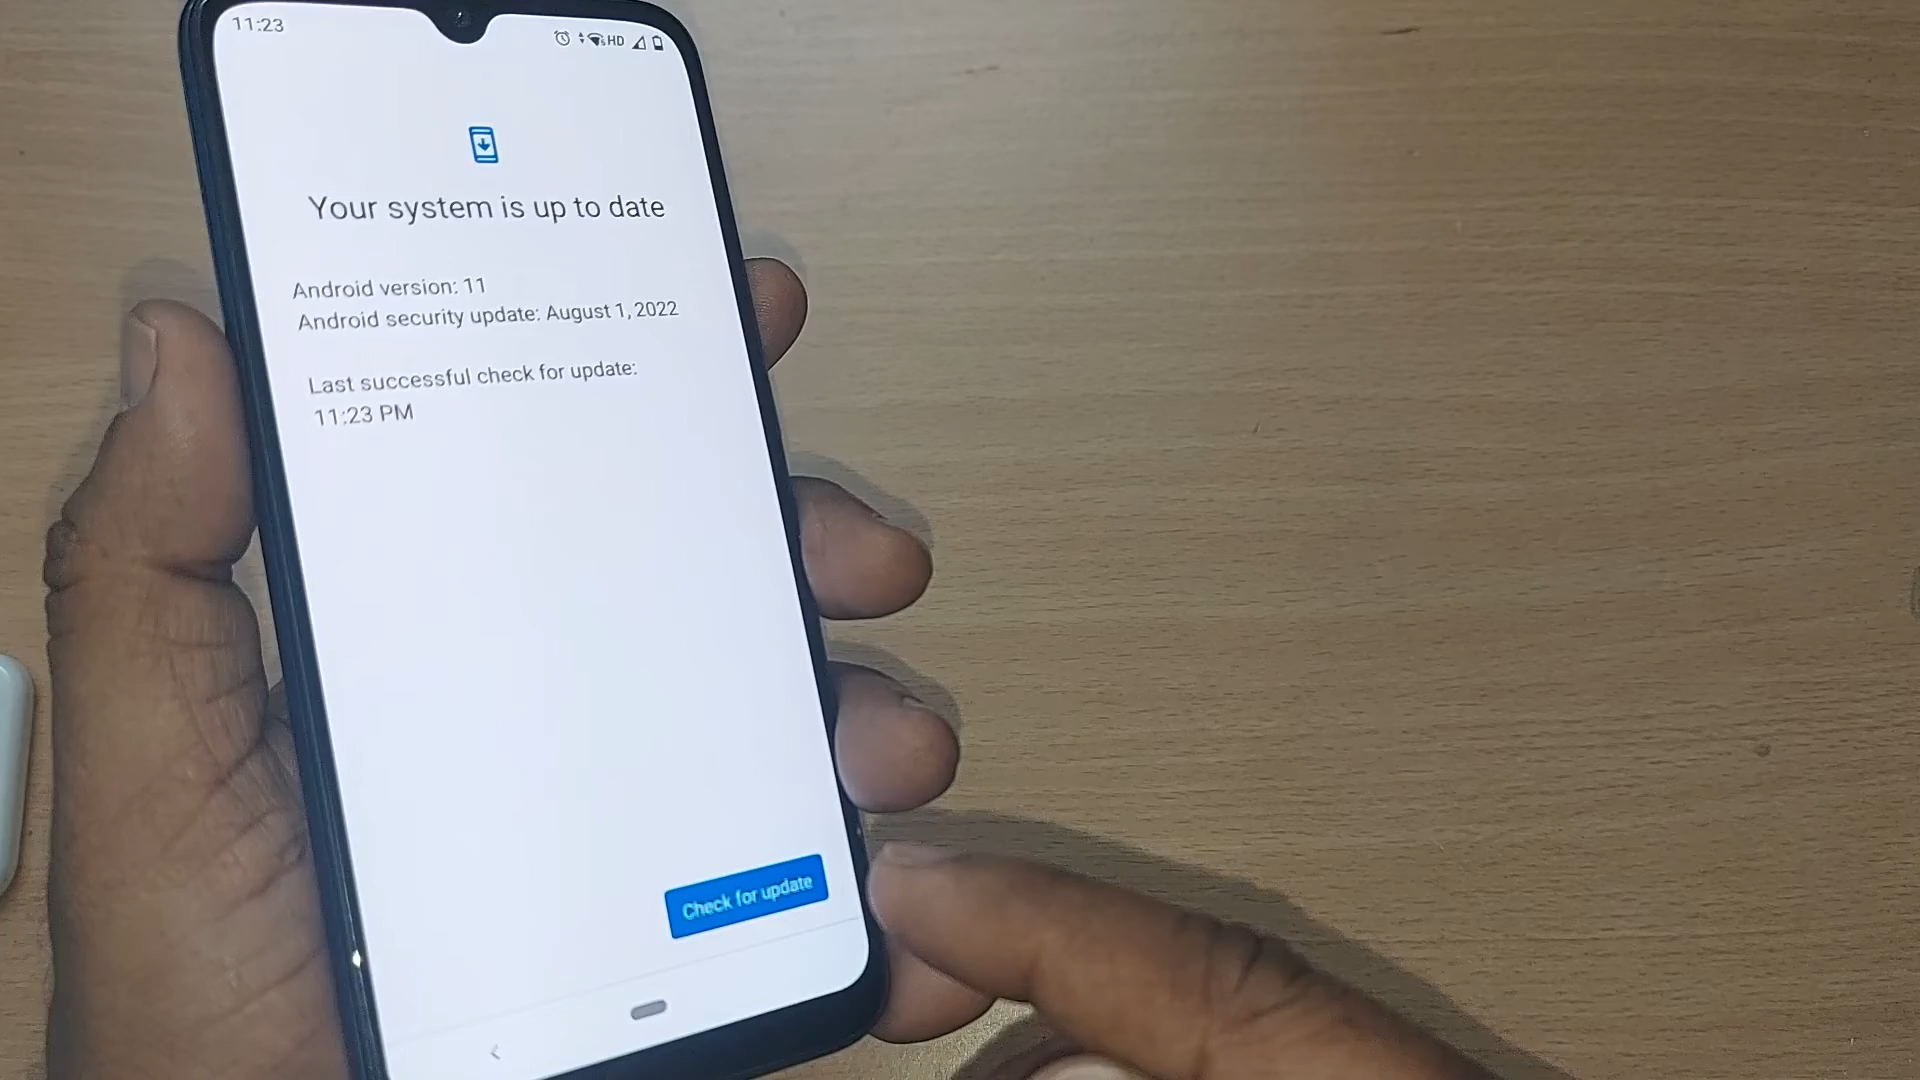 11:23
HD
Your system is up to date
Android version: 11
Android security update: August 1, 2022
Last successful check for update:
11:23 PM
Check for update